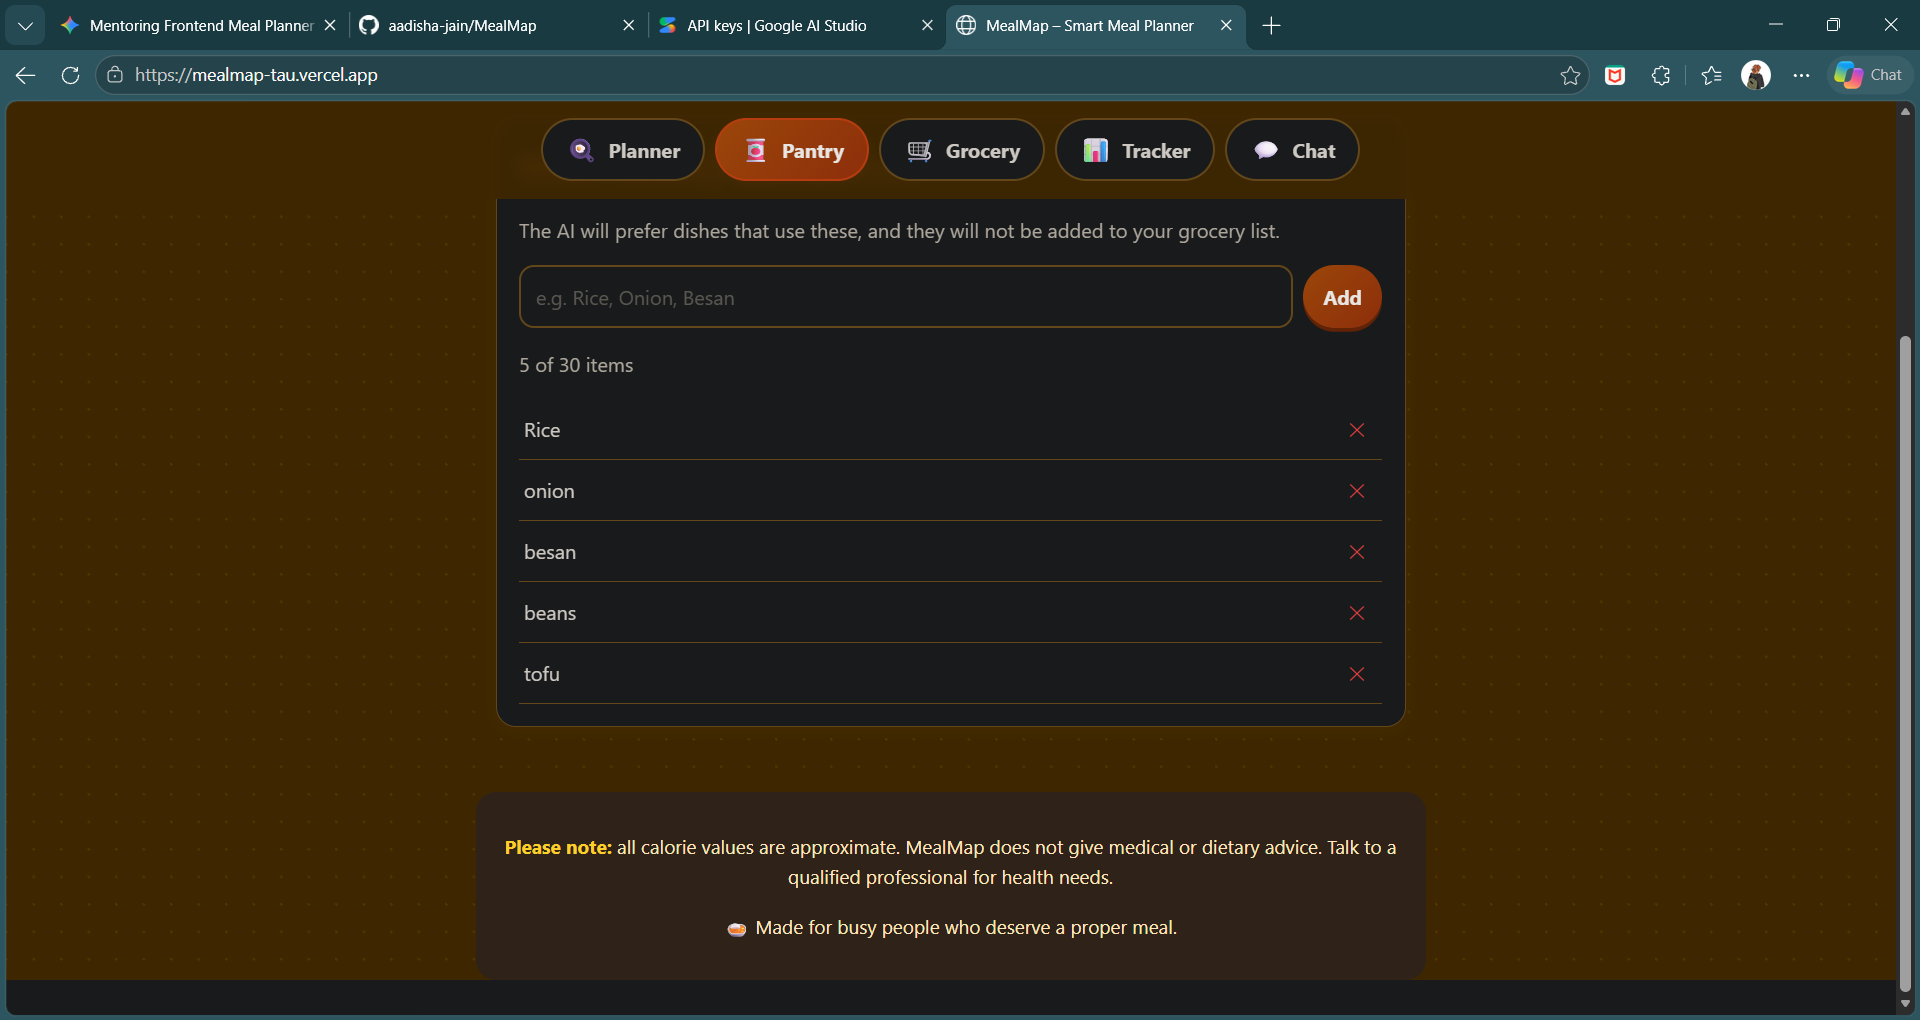 Mentoring Frontend Meal Planner
aadisha-jain/MealMap
API keys | Google AI Studio
MealMap – Smart Meal Planner
https://mealmap-tau.vercel.app
Chat
Planner
Pantry
Grocery
Tracker
Chat
The AI will prefer dishes that use these, and they will not be added to your grocery list.
e.g. Rice, Onion, Besan
Add
5 of 30 items
Rice
onion
besan
beans
tofu
Please note: all calorie values are approximate. MealMap does not give medical or dietary advice. Talk to a
qualified professional for health needs.
Made for busy people who deserve a proper meal.